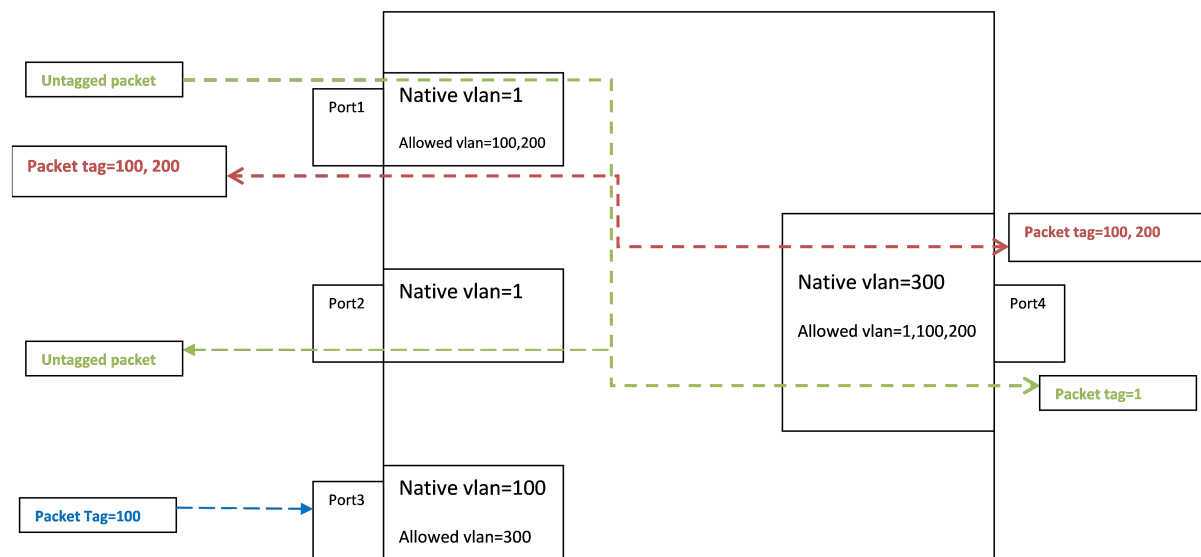 Untagged packet
Port1
Native vlan=1
Allowed vlan=100,200
Packet tag=100, 200
Packet tag=100, 200
Port2
Native vlan=1
Native vlan=300
Allowed vlan=1,100,200
Port4
Untagged packet
Packet tag=1
Packet Tag=100
Port3
Native vlan=100
Allowed vlan=300